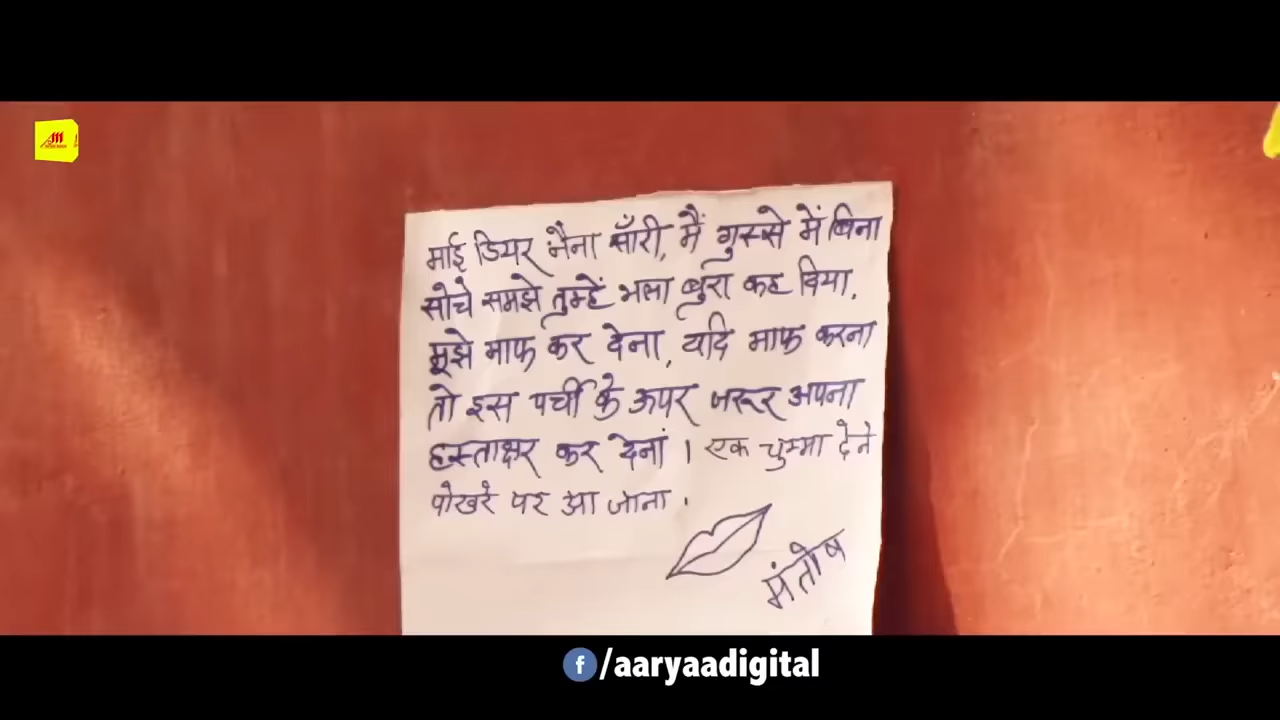 माई डियर नैना सॉरी, मैं गुस्से में बिना
सोचे समझे तुम्हें भला बुरा कह दिया,
मुझे माफ कर देना, यदि माफ करना
तो इस पर्ची के ऊपर जरूर अपना
हस्ताक्षर कर देना । एक चुम्मा देने
पोखरे पर आ जाना .
मंतोष
f/aaryaadigital